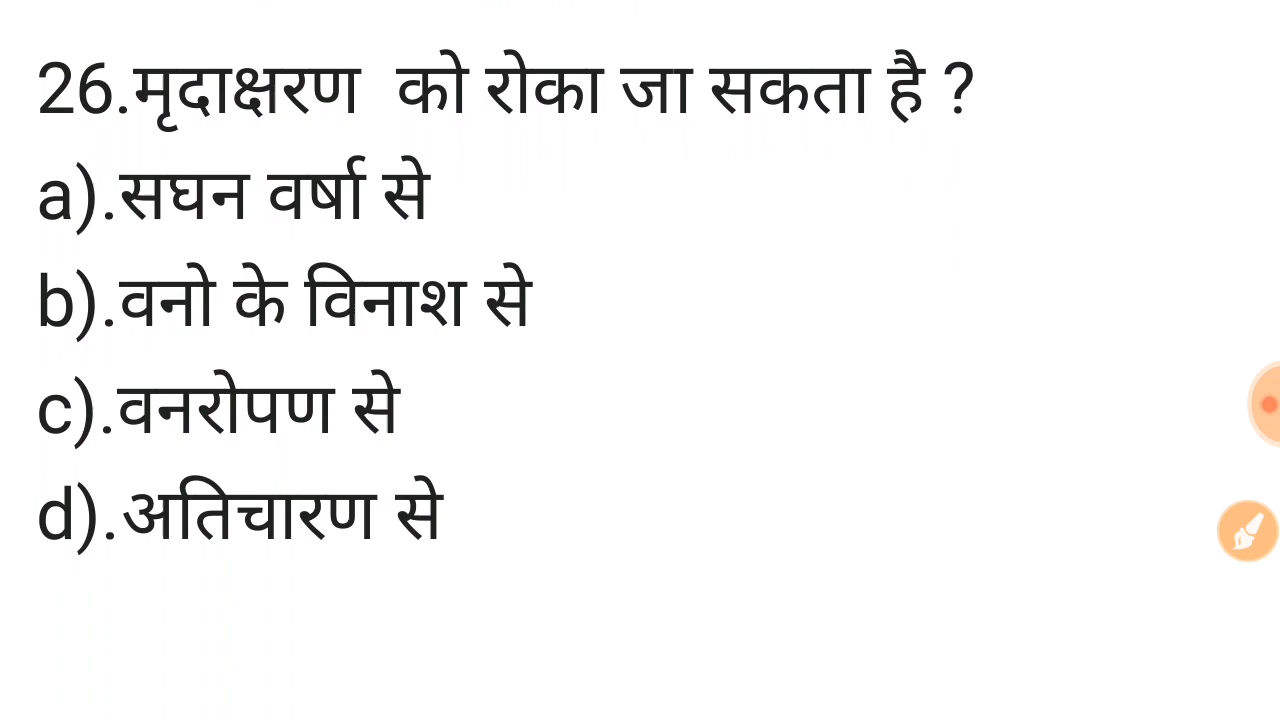 26.मृदाक्षरण को रोका जा सकता है ?
a).सघन वर्षा से
b).वनो के विनाश से
c).वनरोपण से
d).अतिचारण से